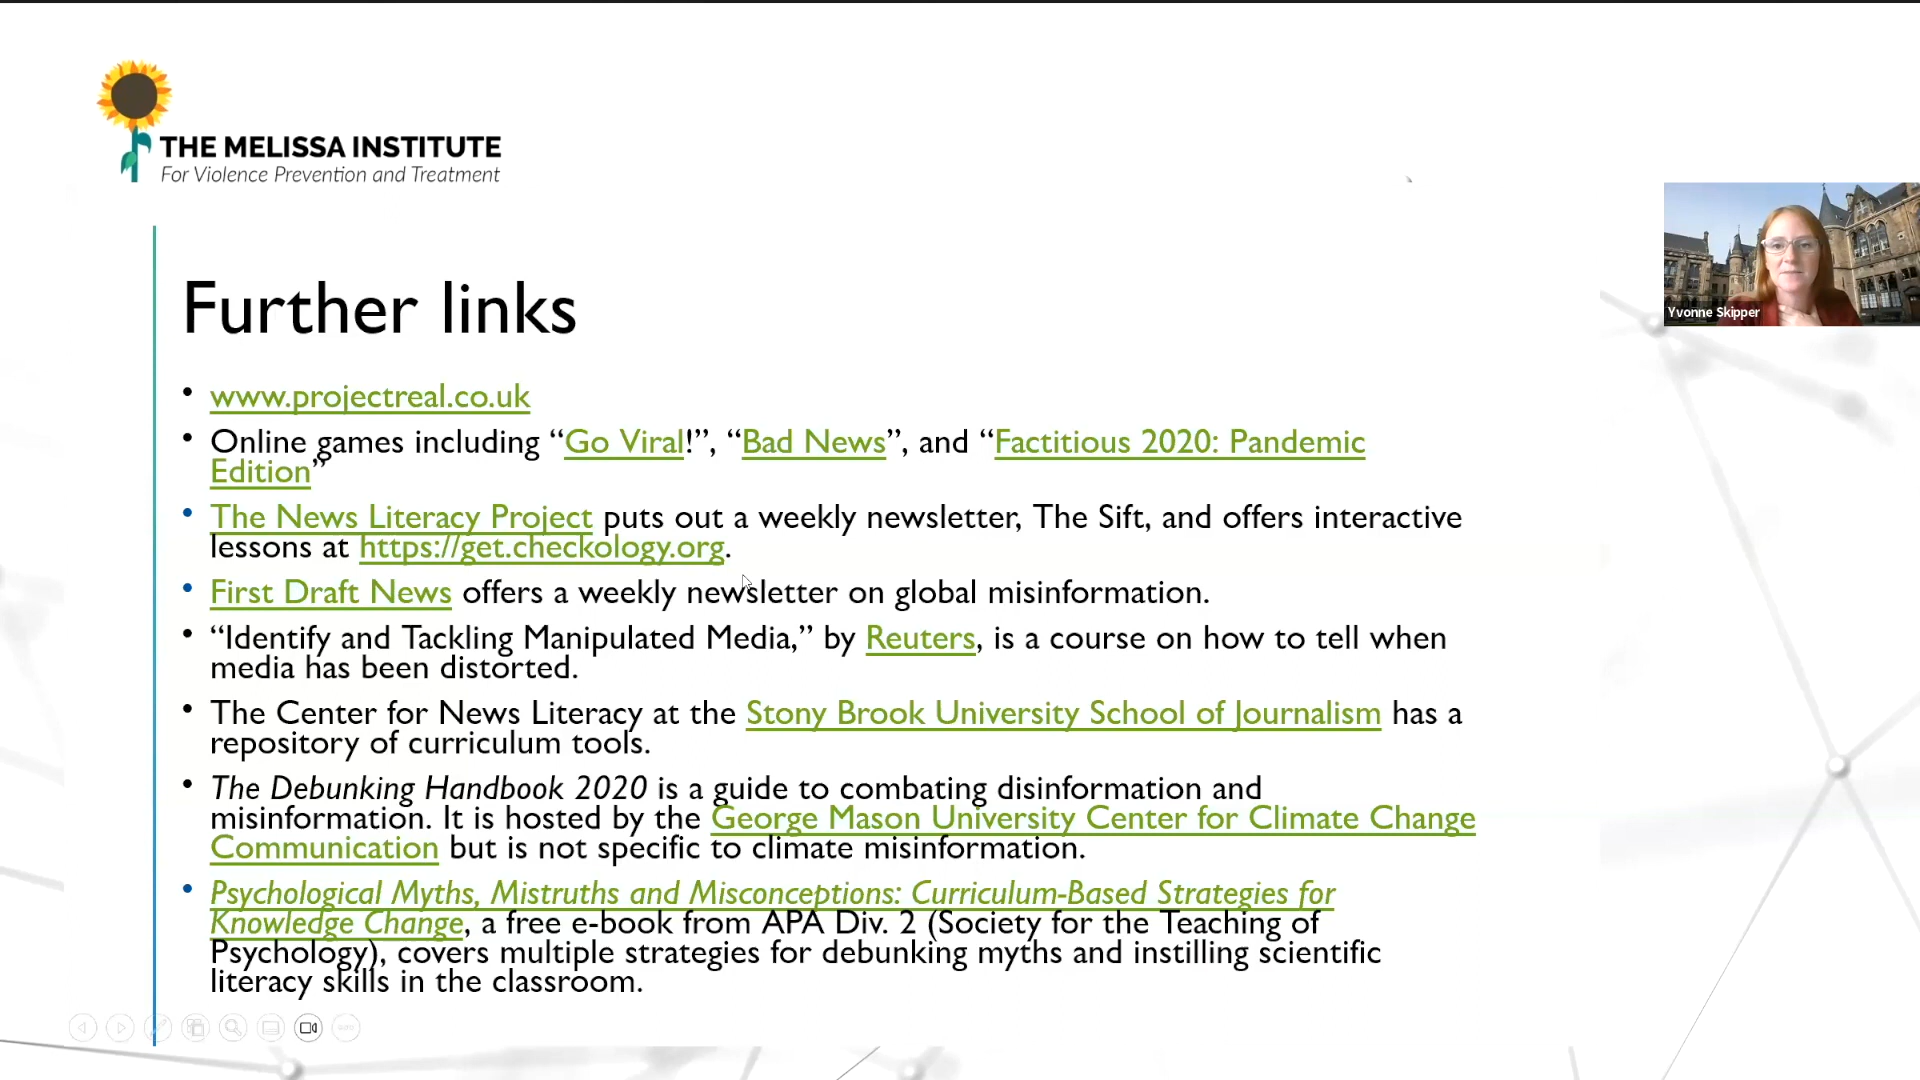 THE MELISSA INSTITUTE
For Violence Prevention and Treatment
Yvonne Skipper
Further links
• www.projectreal.co.uk
• Online games including “Go Viral!”, “Bad News”, and “Factitious 2020: Pandemic
Edition”
• The News Literacy Project puts out a weekly newsletter, The Sift, and offers interactive
lessons at https://get.checkology.org.
• First Draft News offers a weekly newsletter on global misinformation.
• “Identify and Tackling Manipulated Media,” by Reuters, is a course on how to tell when
media has been distorted.
• The Center for News Literacy at the Stony Brook University School of Journalism has a
repository of curriculum tools.
• The Debunking Handbook 2020 is a guide to combating disinformation and
misinformation. It is hosted by the George Mason University Center for Climate Change
Communication but is not specific to climate misinformation.
• Psychological Myths, Mistruths and Misconceptions: Curriculum-Based Strategies for
Knowledge Change, a free e-book from APA Div. 2 (Society for the Teaching of
Psychology), covers multiple strategies for debunking myths and instilling scientific
literacy skills in the classroom.